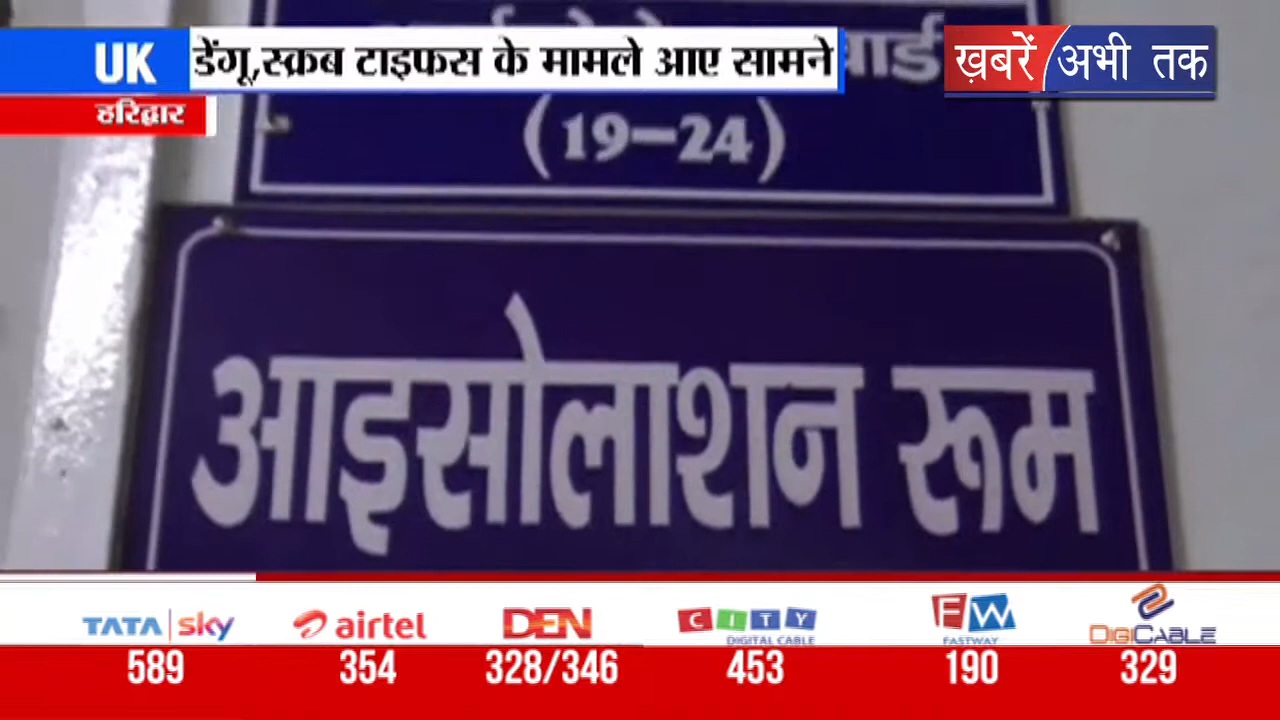 UK
डेंगू,स्क्रब टाइफस के मामले आए सामने
ख़बरें अभी तक
हरिद्वार
(19-24)
आइसोलाशन रूम
TATA sky
airtel
DEN
CITY
DIGITAL CABLE
FW
FASTWAY
DIGICABLE
589
354
328/346
453
190
329